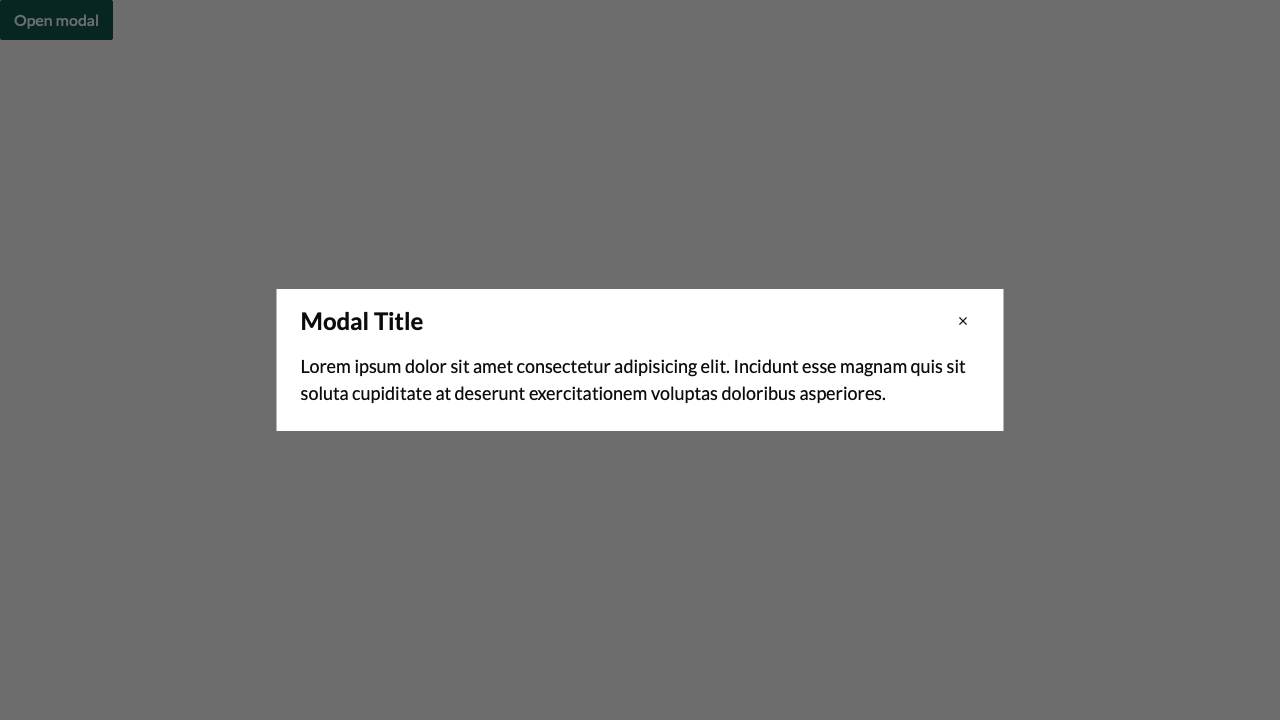 Open modal
Modal Title
×
Lorem ipsum dolor sit amet consectetur adipisicing elit. Incidunt esse magnam quis sit
soluta cupiditate at deserunt exercitationem voluptas doloribus asperiores.